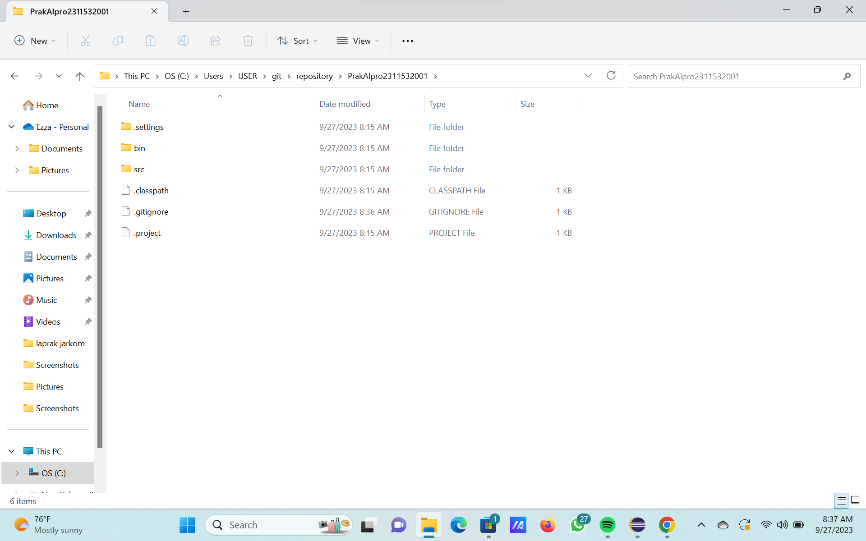 PrakAlpro2311532001
New
Sort
View
This PC > OS (C:) > Users > USER > git > repository > PrakAlpro2311532001 >
Search PrakAlpro2311532001
Name Date modified Type Size
.settings 9/27/2023 8:15 AM File folder
bin 9/27/2023 8:15 AM File folder
src 9/27/2023 8:15 AM File folder
.classpath 9/27/2023 8:15 AM CLASSPATH File 1 KB
.gitignore 9/27/2023 8:36 AM GITIGNORE File 1 KB
.project 9/27/2023 8:15 AM PROJECT File 1 KB
Home
Ezza - Personal
Documents
Pictures
Desktop
Downloads
Documents
Pictures
Music
Videos
laprak jarkom
Screenshots
Pictures
Screenshots
This PC
OS (C:)
6 items
76°F
Mostly sunny
Search
1
27
8:37 AM
9/27/2023